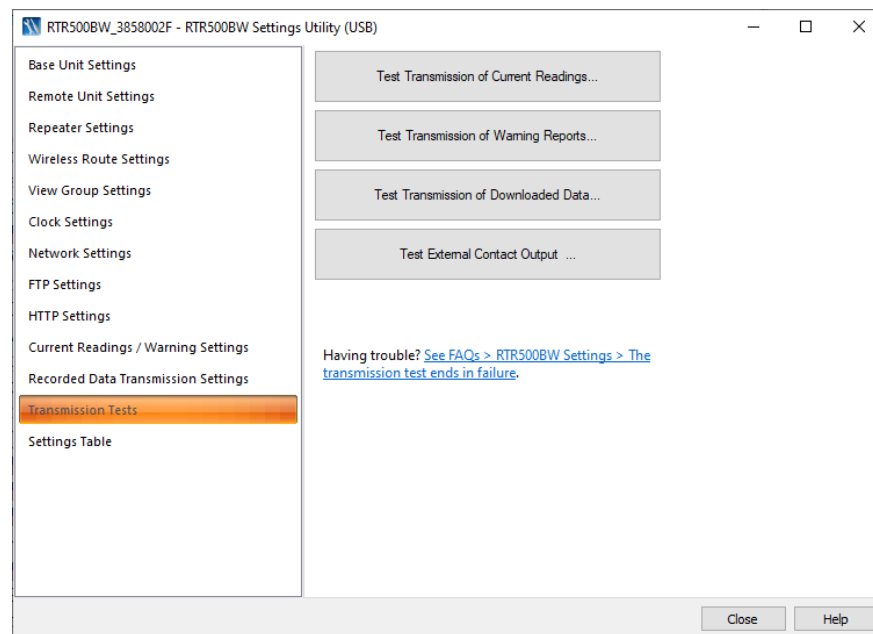 RTR500BW_3858002F - RTR500BW Settings Utility (USB)
Base Unit Settings
Remote Unit Settings
Repeater Settings
Wireless Route Settings
View Group Settings
Clock Settings
Network Settings
FTP Settings
HTTP Settings
Current Readings / Warning Settings
Recorded Data Transmission Settings
Transmission Tests
Settings Table
Test Transmission of Current Readings...
Test Transmission of Warning Reports...
Test Transmission of Downloaded Data...
Test External Contact Output ...
Having trouble? See FAQs > RTR500BW Settings > The
transmission test ends in failure.
Close
Help